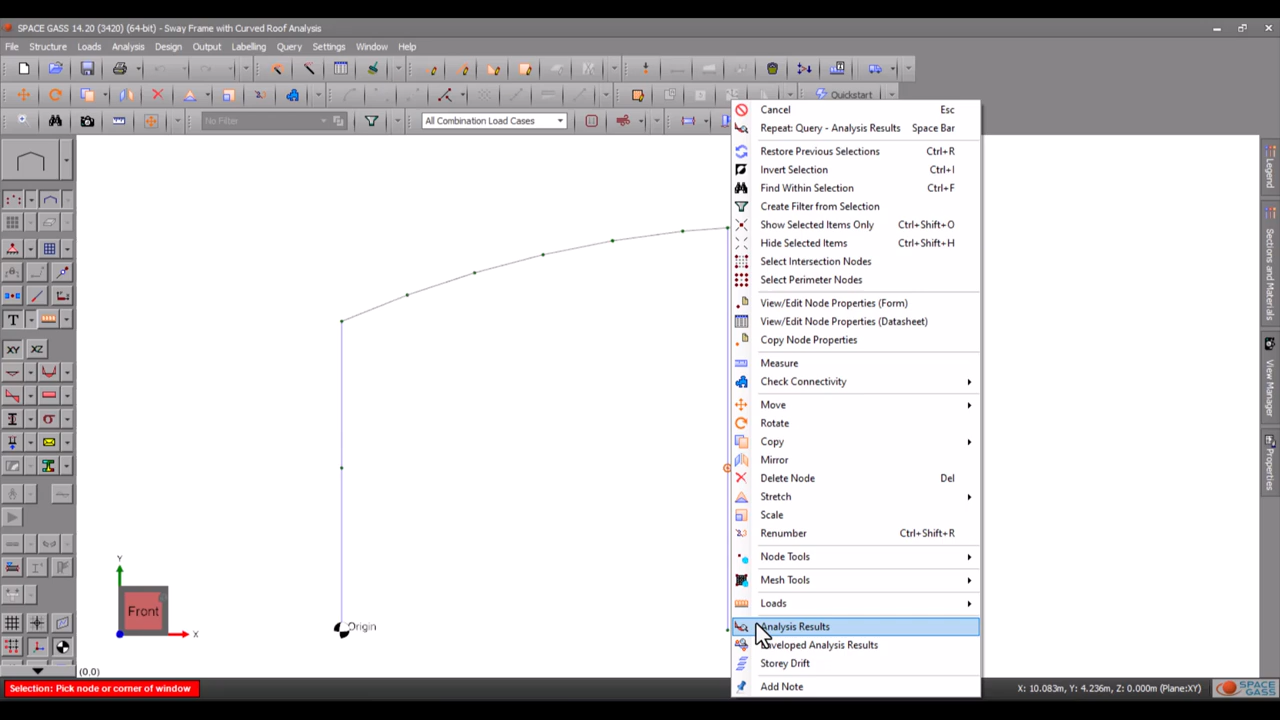 SPACE GASS 14.20 (3420) (64-bit) - Sway Frame with Curved Roof Analysis
File Structure Loads Analysis Design Output Labelling Query Settings Window Help
Quickstart
No Filter
All Combination Load Cases
Cancel Esc
Repeat: Query - Analysis Results Space Bar
Restore Previous Selections Ctrl+R
Invert Selection Ctrl+I
Find Within Selection Ctrl+F
Create Filter from Selection
Show Selected Items Only Ctrl+Shift+O
Hide Selected Items Ctrl+Shift+H
Select Intersection Nodes
Select Perimeter Nodes
View/Edit Node Properties (Form)
View/Edit Node Properties (Datasheet)
Copy Node Properties
Measure
Check Connectivity
Move
Rotate
Copy
Mirror
Delete Node Del
Stretch
Scale
Renumber Ctrl+Shift+R
Node Tools
Mesh Tools
Loads
Analysis Results
Enveloped Analysis Results
Storey Drift
Add Note
Legend
Sections and Materials
View Manager
Properties
T
XY XZ
Y
Front
X
Origin
(0,0)
Selection: Pick node or corner of window
X: 10.083m, Y: 4.236m, Z: 0.000m (Plane:XY)
SPACE GASS